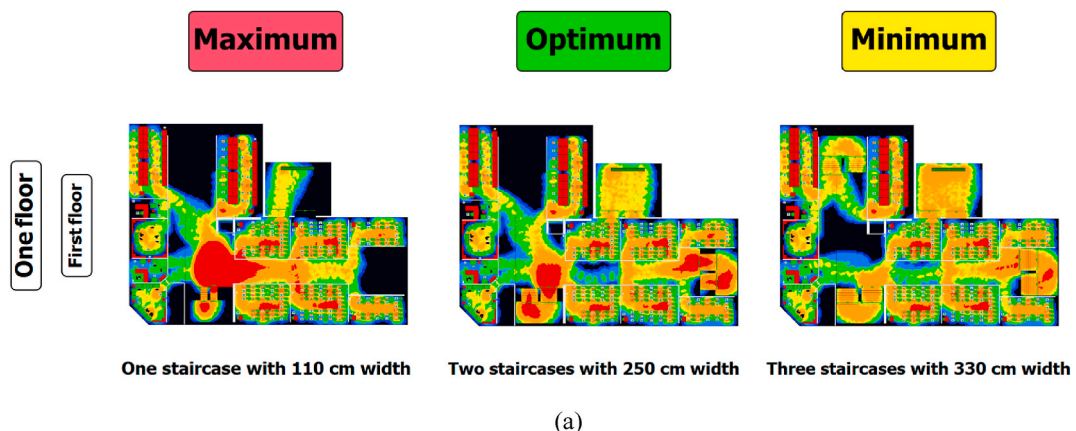 Maximum
Optimum
Minimum
One floor
First floor
One staircase with 110 cm width
Two staircases with 250 cm width
Three staircases with 330 cm width
(a)